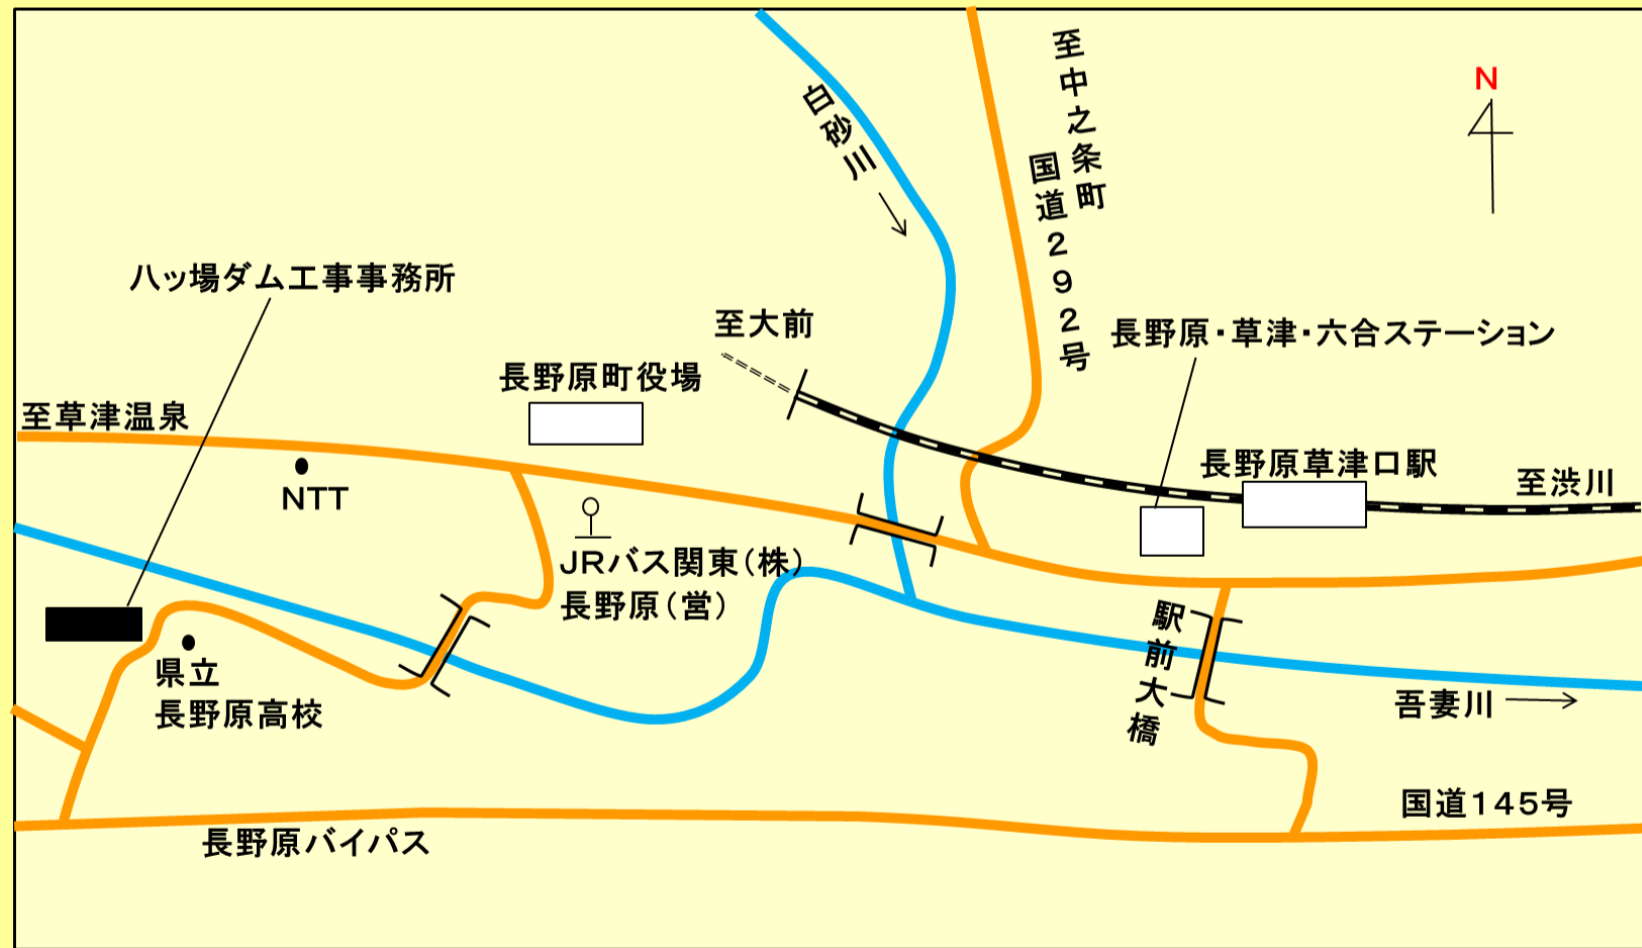 N
至中之条町
国道292号
白砂川
八ッ場ダム工事事務所
至大前
長野原・草津・六合ステーション
長野原町役場
至草津温泉
長野原草津口駅
至渋川
NTT
JRバス関東(株)
長野原(営)
駅前大橋
県立
長野原高校
吾妻川
国道145号
長野原バイパス